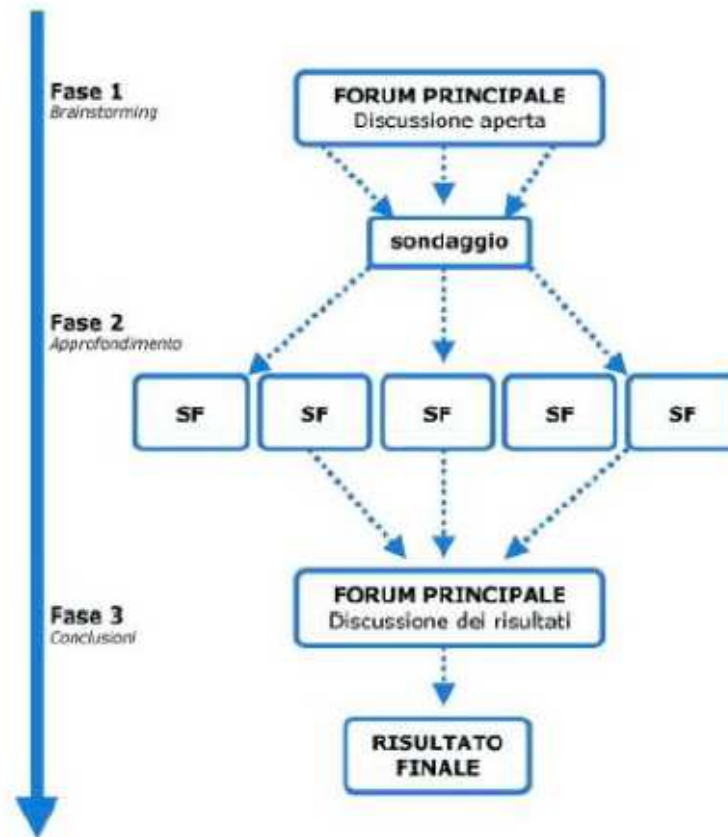 Fase 1
Brainstorming
FORUM PRINCIPALE
Discussione aperta
sondaggio
Fase 2
Approfondimento
SF SF SF SF SF
FORUM PRINCIPALE
Discussione dei risultati
Fase 3
Conclusioni
RISULTATO
FINALE